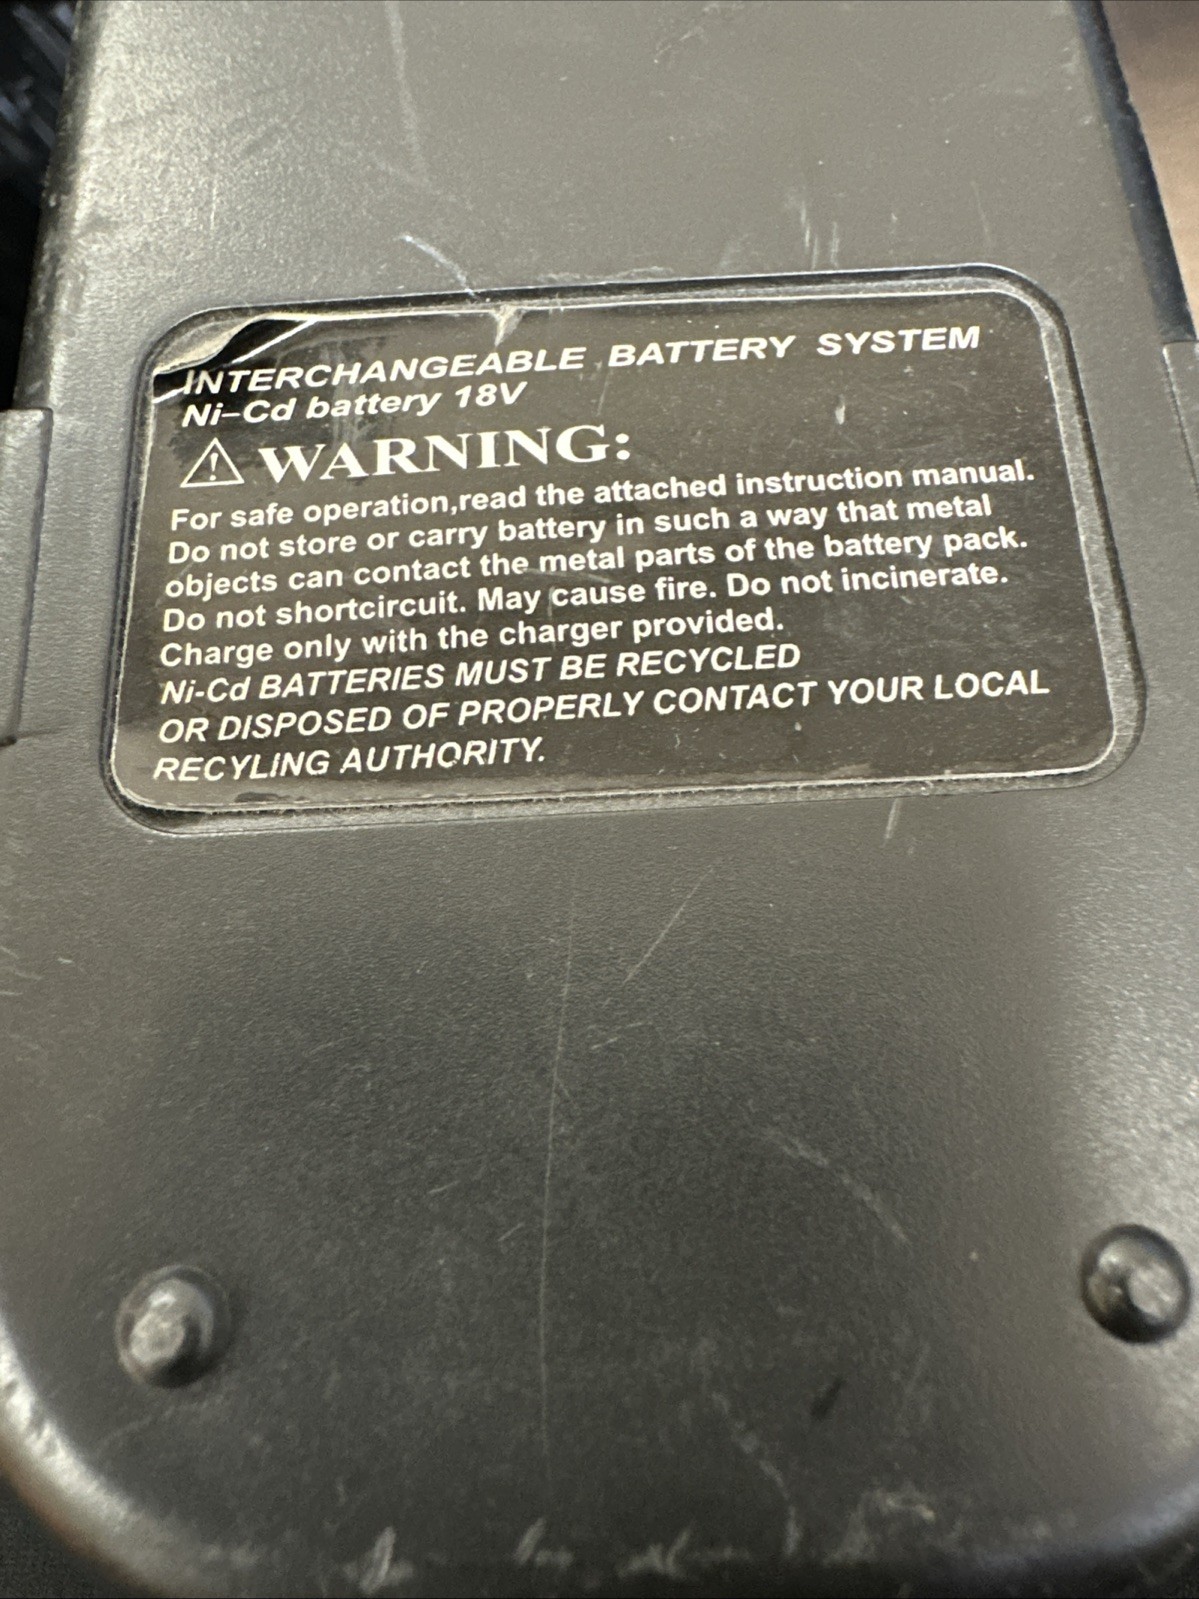 INTERCHANGEABLE BATTERY SYSTEM
Ni-Cd battery 18V
WARNING:
For safe operation,read the attached instruction manual.
Do not store or carry battery in such a way that metal
objects can contact the metal parts of the battery pack.
Do not shortcircuit. May cause fire. Do not incinerate.
Charge only with the charger provided.
Ni-Cd BATTERIES MUST BE RECYCLED
OR DISPOSED OF PROPERLY CONTACT YOUR LOCAL
RECYLING AUTHORITY.